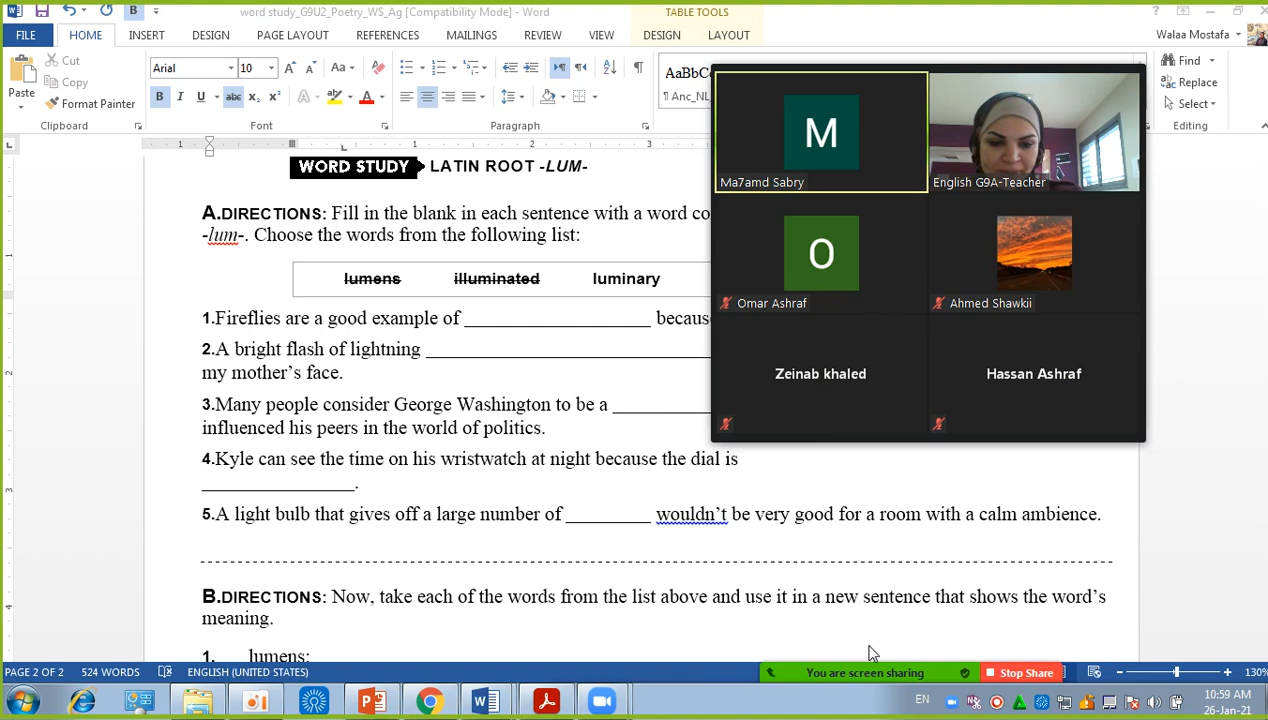 word study_G9U2_Poetry_WS_Ag [Compatibility Mode] - Word
TABLE TOOLS
FILE HOME INSERT DESIGN PAGE LAYOUT REFERENCES MAILINGS REVIEW VIEW DESIGN LAYOUT Walaa Mostafa
Cut
Copy
Paste
Format Painter
Arial 10
AaBbCc
¶ Anc_NL_
Find
Replace
Select
Clipboard Font Paragraph Editing
WORD STUDY LATIN ROOT -LUM-
A.DIRECTIONS: Fill in the blank in each sentence with a word co
-lum-. Choose the words from the following list:
lumens illuminated luminary
1.Fireflies are a good example of ____________________ becaus
2.A bright flash of lightning ______________________________
my mother's face.
3.Many people consider George Washington to be a ___________
influenced his peers in the world of politics.
4.Kyle can see the time on his wristwatch at night because the dial is
________________.
5.A light bulb that gives off a large number of _________ wouldn't be very good for a room with a calm ambience.
B.DIRECTIONS: Now, take each of the words from the list above and use it in a new sentence that shows the word's
meaning.
1. lumens:
M
Ma7amd Sabry
English G9A-Teacher
O
Omar Ashraf
Ahmed Shawkii
Zeinab khaled
Hassan Ashraf
PAGE 2 OF 2 524 WORDS ENGLISH (UNITED STATES)
You are screen sharing
Stop Share
130%
EN
10:59 AM
26-Jan-21